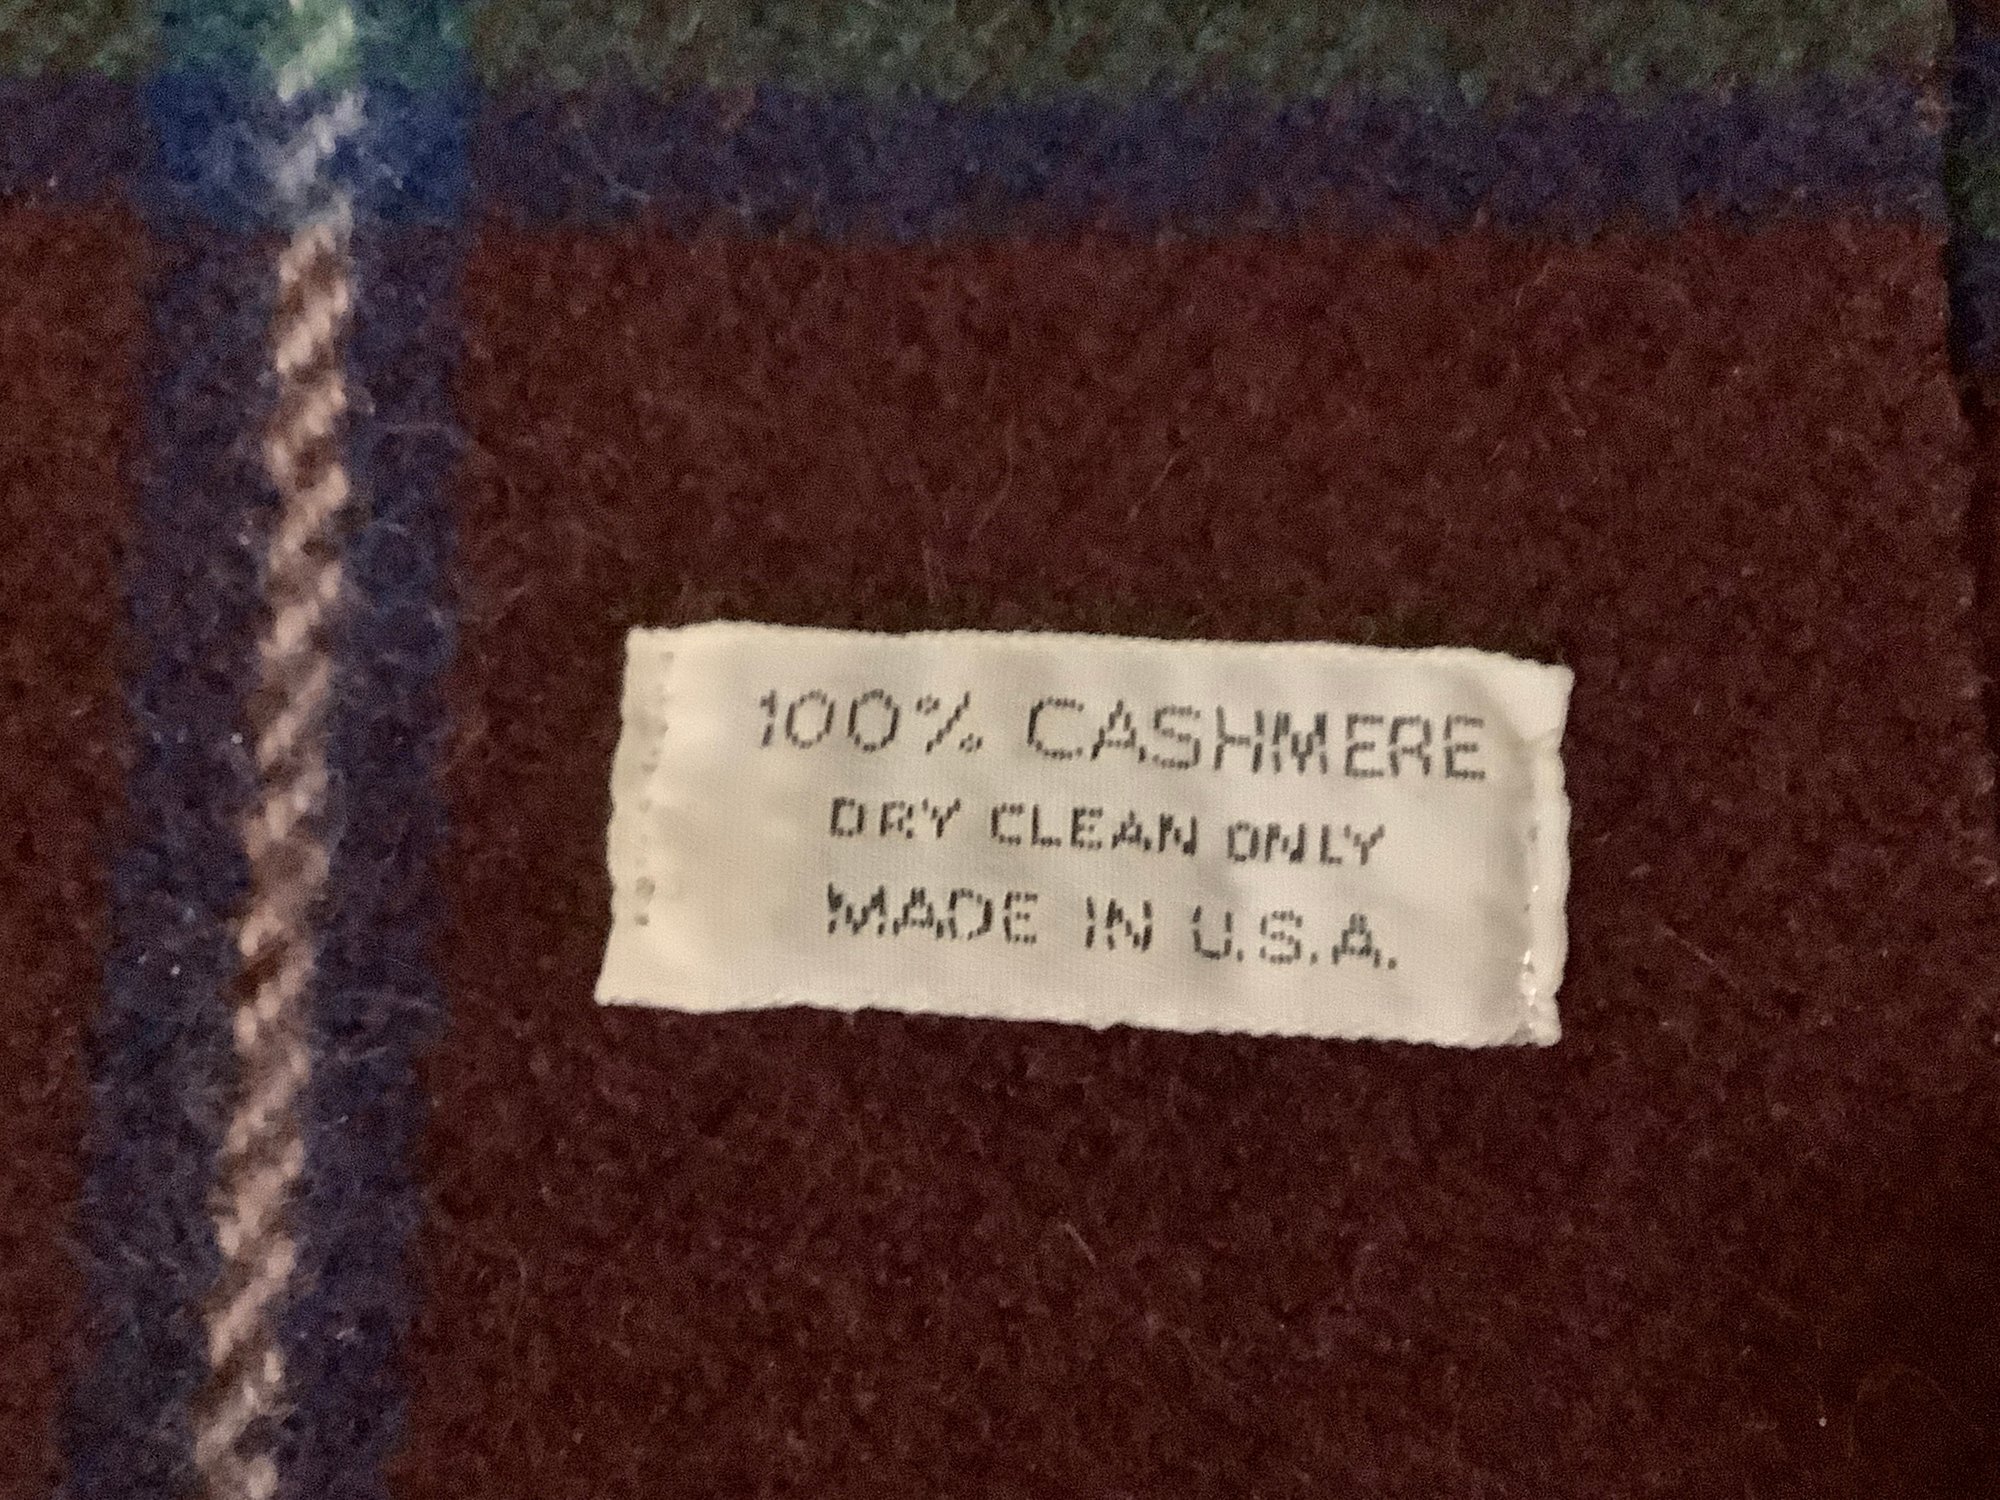 100% CASHMERE
DRY CLEAN ONLY
MADE IN U.S.A.